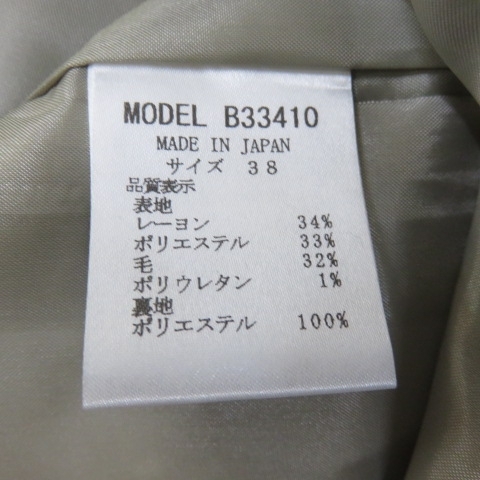 MODEL B33410
MADE IN JAPAN
サイズ 38
品質表示
表地
レーヨン 34%
ポリエステル 33%
毛 32%
ポリウレタン 1%
裏地
ポリエステル 100%